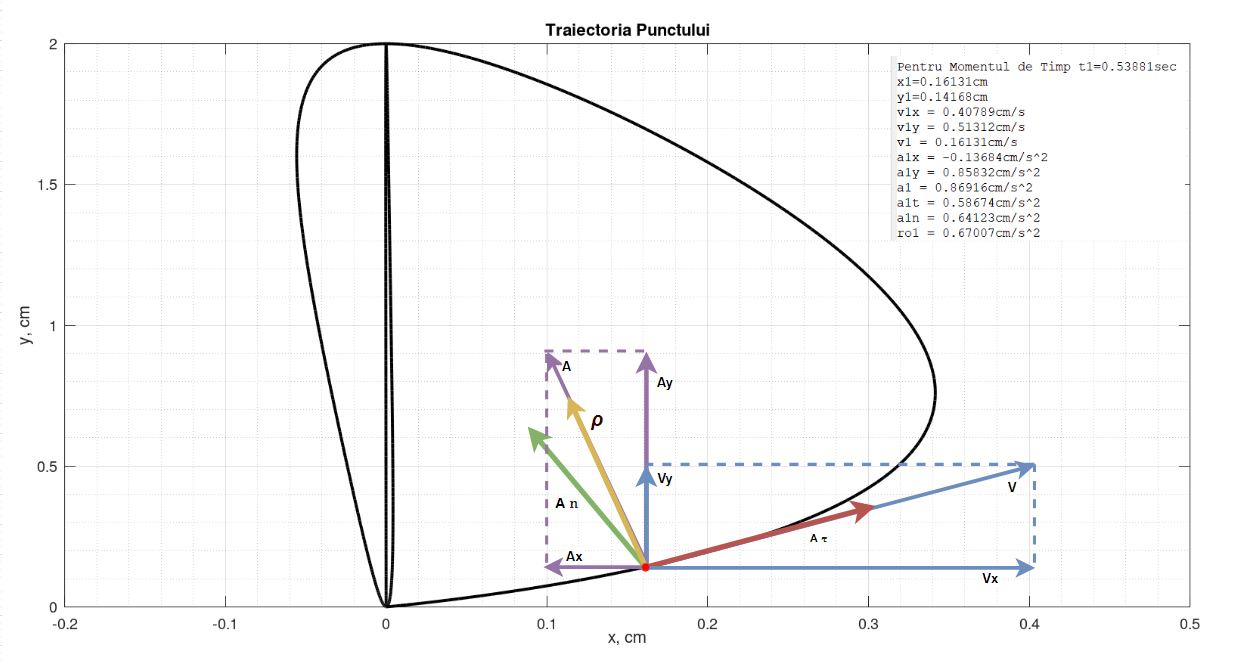 Traiectoria Punctului
2
Pentru Momentul de Timp t1=0.53881sec
x1=0.16131cm
y1=0.14168cm
v1x = 0.40789cm/s
v1y = 0.51312cm/s
v1 = 0.16131cm/s
a1x = -0.13684cm/s^2
a1y = 0.85832cm/s^2
a1 = 0.86916cm/s^2
a1t = 0.58674cm/s^2
a1n = 0.64123cm/s^2
ro1 = 0.67007cm/s^2
1.5
1
y, cm
A
Ay
ρ
0.5
Vy
V
A n
A τ
Ax
Vx
0
-0.2 -0.1 0 0.1 0.2 0.3 0.4 0.5
x, cm